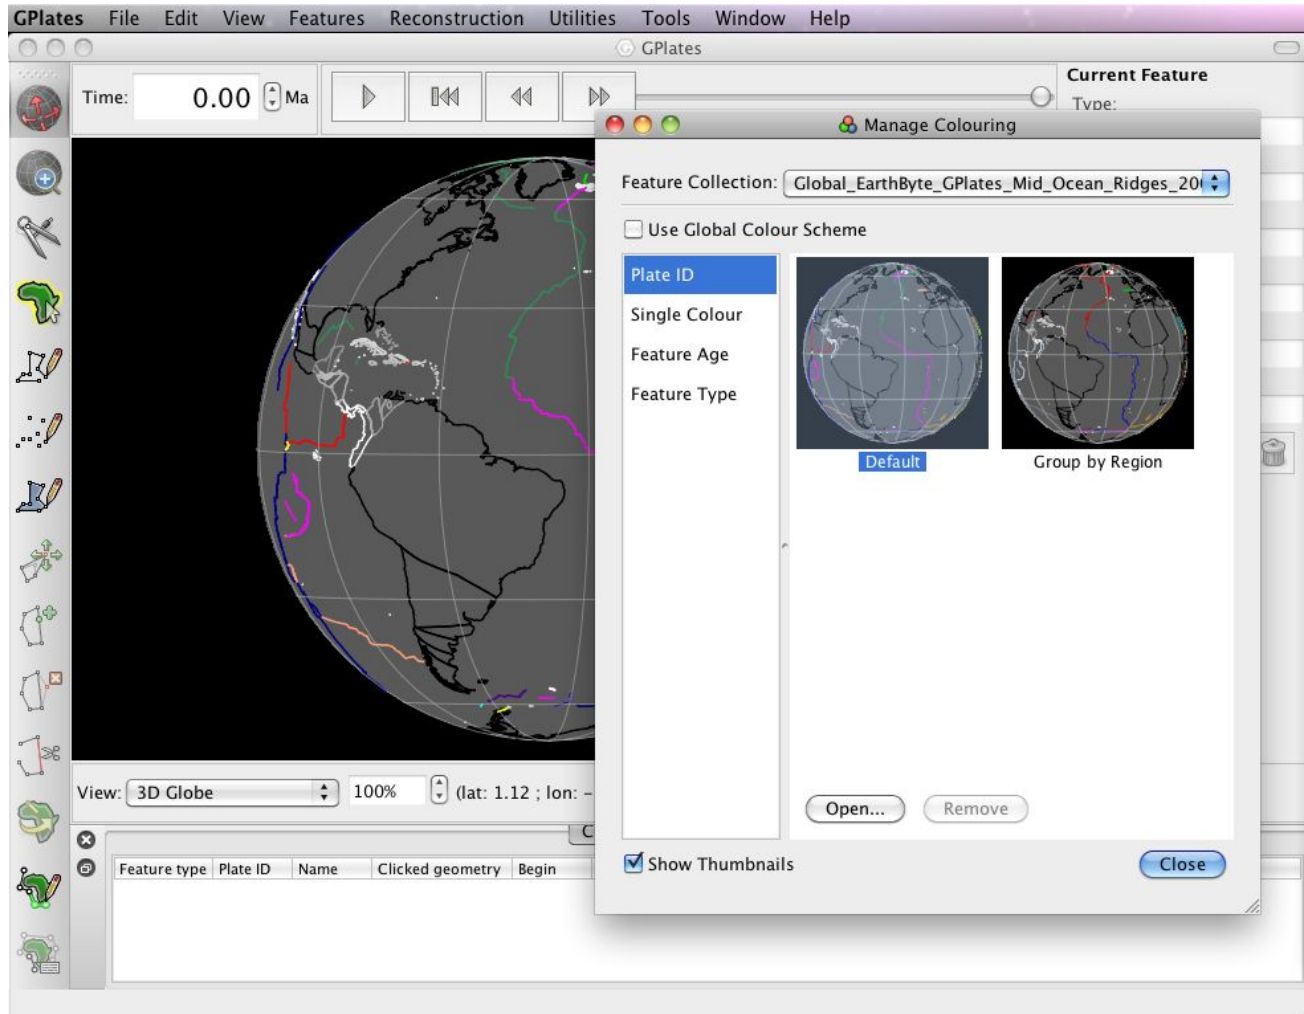 GPlates File Edit View Features Reconstruction Utilities Tools Window Help
GPlates
Time: 0.00 Ma
Current Feature
Type:
Manage Colouring
Feature Collection: Global_EarthByte_GPlates_Mid_Ocean_Ridges_20
Use Global Colour Scheme
Plate ID
Single Colour
Feature Age
Feature Type
Default
Group by Region
Open...
Remove
Show Thumbnails
Close
View: 3D Globe 100% (lat: 1.12 ; lon: –
C
Feature type Plate ID Name Clicked geometry Begin